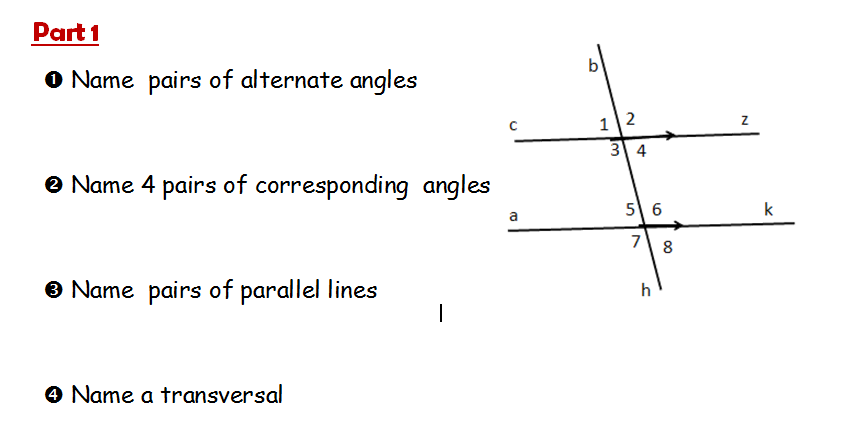 Part 1
❶ Name pairs of alternate angles
❷ Name 4 pairs of corresponding angles
❸ Name pairs of parallel lines
❹ Name a transversal
b
c 1 2 z
3 4
a 5 6 k
7 8
h